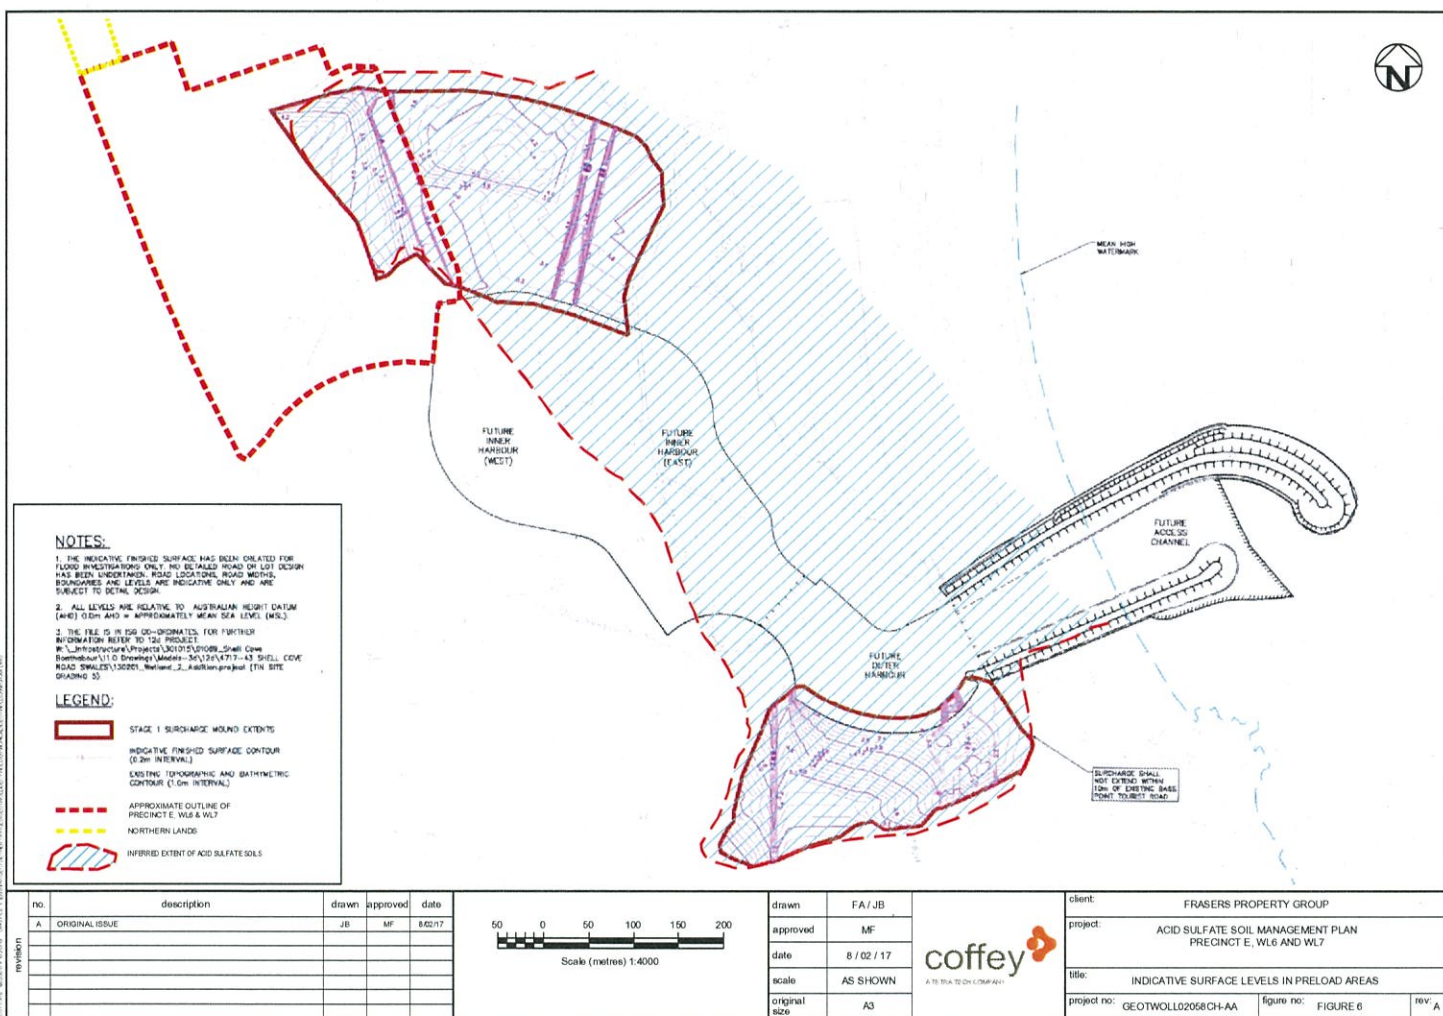 N
MEAN HIGH
WATERMARK
FUTURE
INNER
HARBOUR
(WEST)
FUTURE
INNER
HARBOUR
(EAST)
FUTURE
ACCESS
CHANNEL
FUTURE
OUTER
HARBOUR
SURCHARGE SHALL
NOT EXTEND WITHIN
10m OF EXISTING BASS
POINT TOURIST ROAD
NOTES:
1. THE INDICATIVE FINISHED SURFACE HAS BEEN CREATED FOR
FLOOD INVESTIGATIONS ONLY. NO DETAILED ROAD OR LOT DESIGN
HAS BEEN UNDERTAKEN. ROAD LOCATIONS, ROAD WIDTHS,
BOUNDARIES AND LEVELS ARE INDICATIVE ONLY AND ARE
SUBJECT TO DETAIL DESIGN.
2. ALL LEVELS ARE RELATIVE TO AUSTRALIAN HEIGHT DATUM
(AHD) 0.0m AHD = APPROXIMATELY MEAN SEA LEVEL (MSL).
3. THE FILE IS IN ISG CO-ORDINATES, FOR FURTHER
INFORMATION REFER TO 12d PROJECT.
LEGEND:
STAGE 1 SURCHARGE MOUND EXTENTS
INDICATIVE FINISHED SURFACE CONTOUR
(0.2m INTERVAL)
EXISTING TOPOGRAPHIC AND BATHYMETRIC
CONTOUR (1.0m INTERVAL)
APPROXIMATE OUTLINE OF
PRECINCT E, WL6 & WL7
NORTHERN LANDS
INFERRED EXTENT OF ACID SULFATE SOILS
revision
no. description drawn approved date
A ORIGINAL ISSUE JB MF 8/02/17
50 0 50 100 150 200
Scale (metres) 1:4000
drawn FA / JB
approved MF
date 8 / 02 / 17
scale AS SHOWN
original size A3
coffey
A TETRA TECH COMPANY
client: FRASERS PROPERTY GROUP
project: ACID SULFATE SOIL MANAGEMENT PLAN
PRECINCT E, WL6 AND WL7
title: INDICATIVE SURFACE LEVELS IN PRELOAD AREAS
project no: GEOTWOLL02058CH-AA figure no: FIGURE 6 rev: A